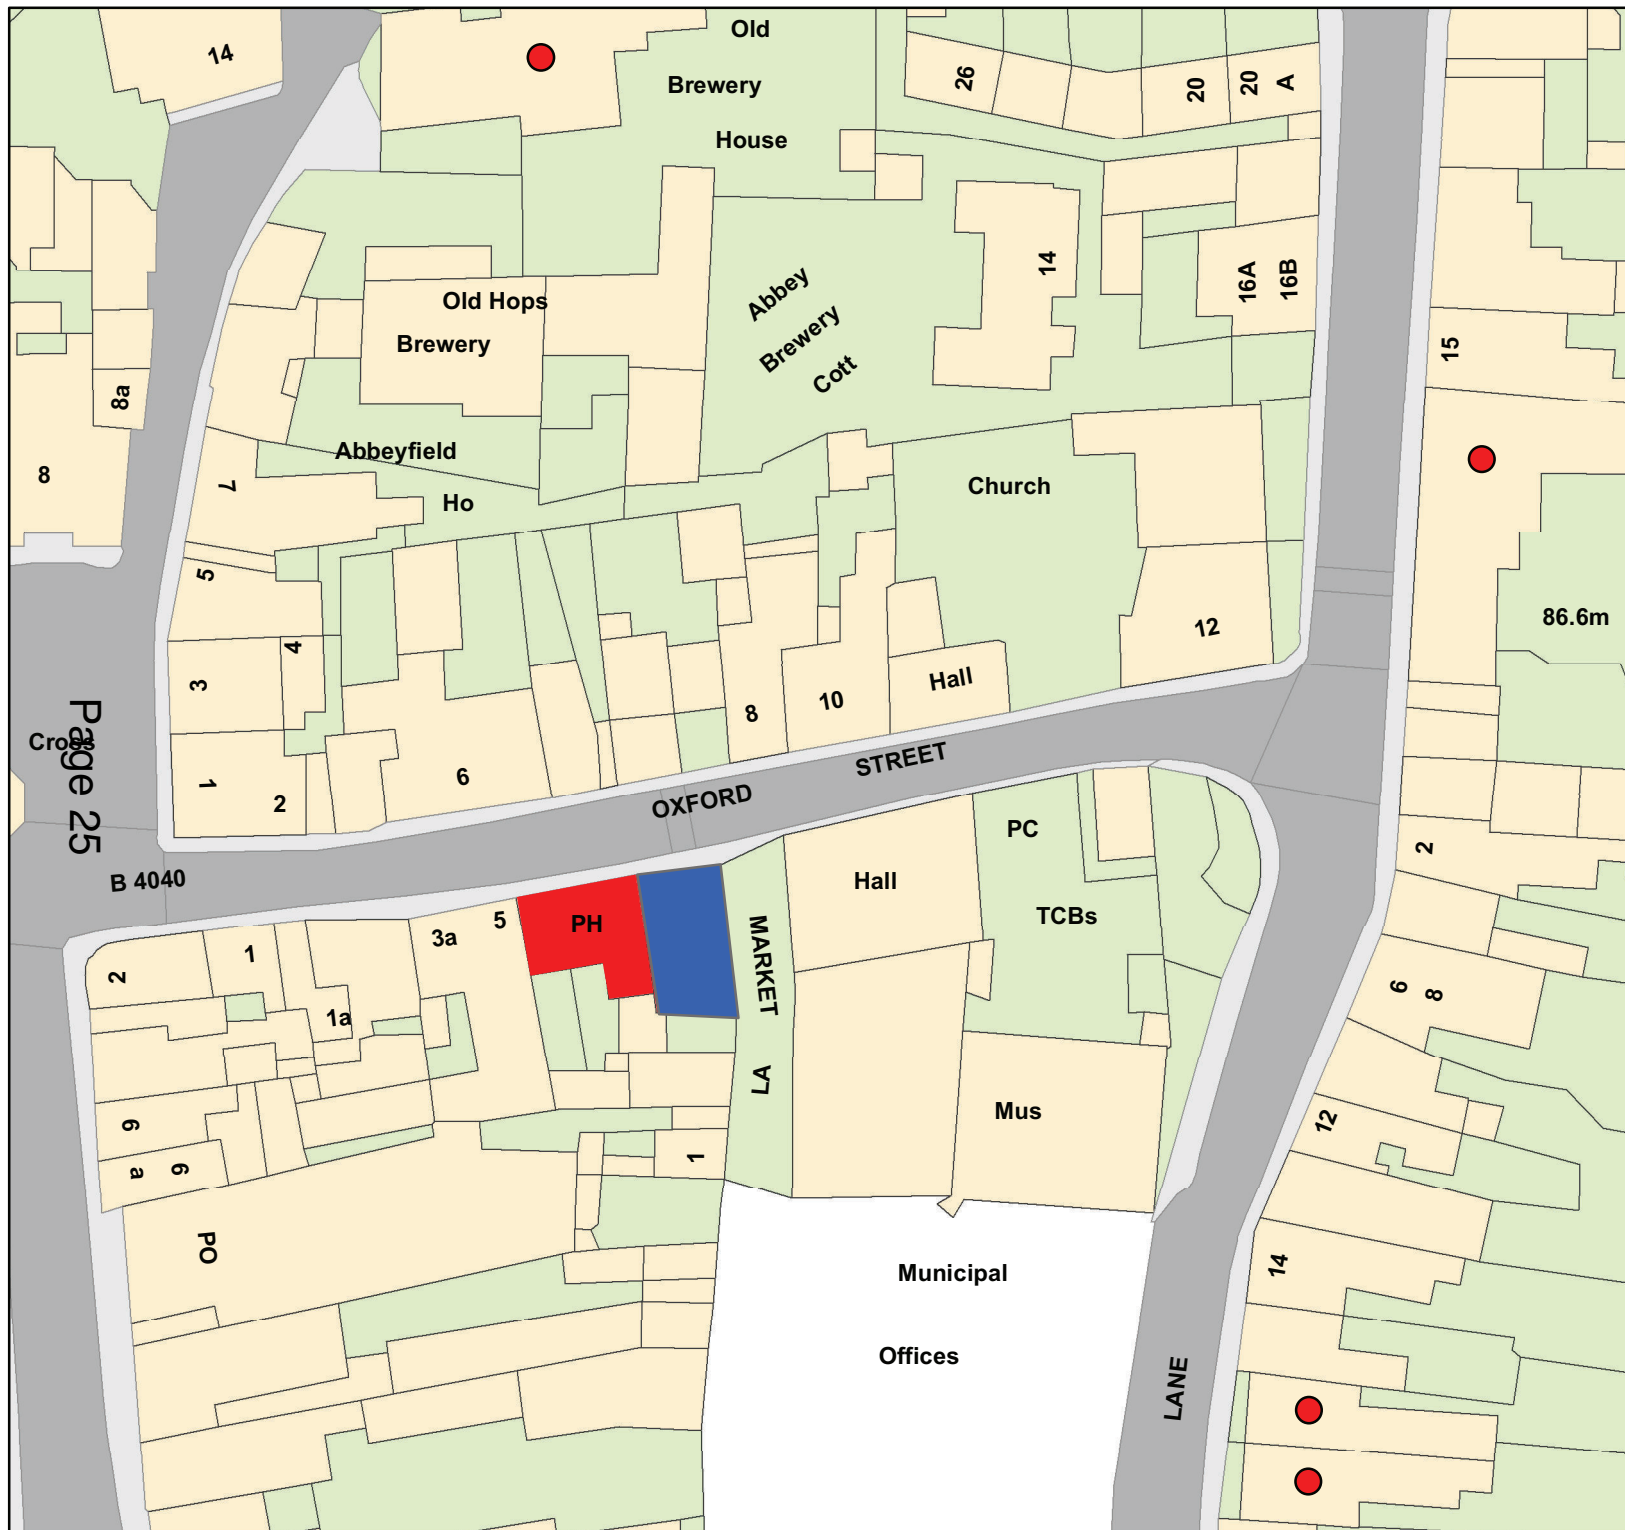 14
Old
Brewery
House
26
20
20
A
14
16A
16B
Abbey
Brewery
Cott
Old Hops
Brewery
15
8a
8
Abbeyfield
Ho
7
Church
5
86.6m
12
4
3
Hall
10
8
Page 25
Cross
1
2
6
OXFORD STREET
B 4040
PC
2
Hall
TCBs
PH
5
3a
MARKET LA
1
2
1a
6
8
Mus
12
6
6
a
1
PO
14
Municipal
Offices
LANE